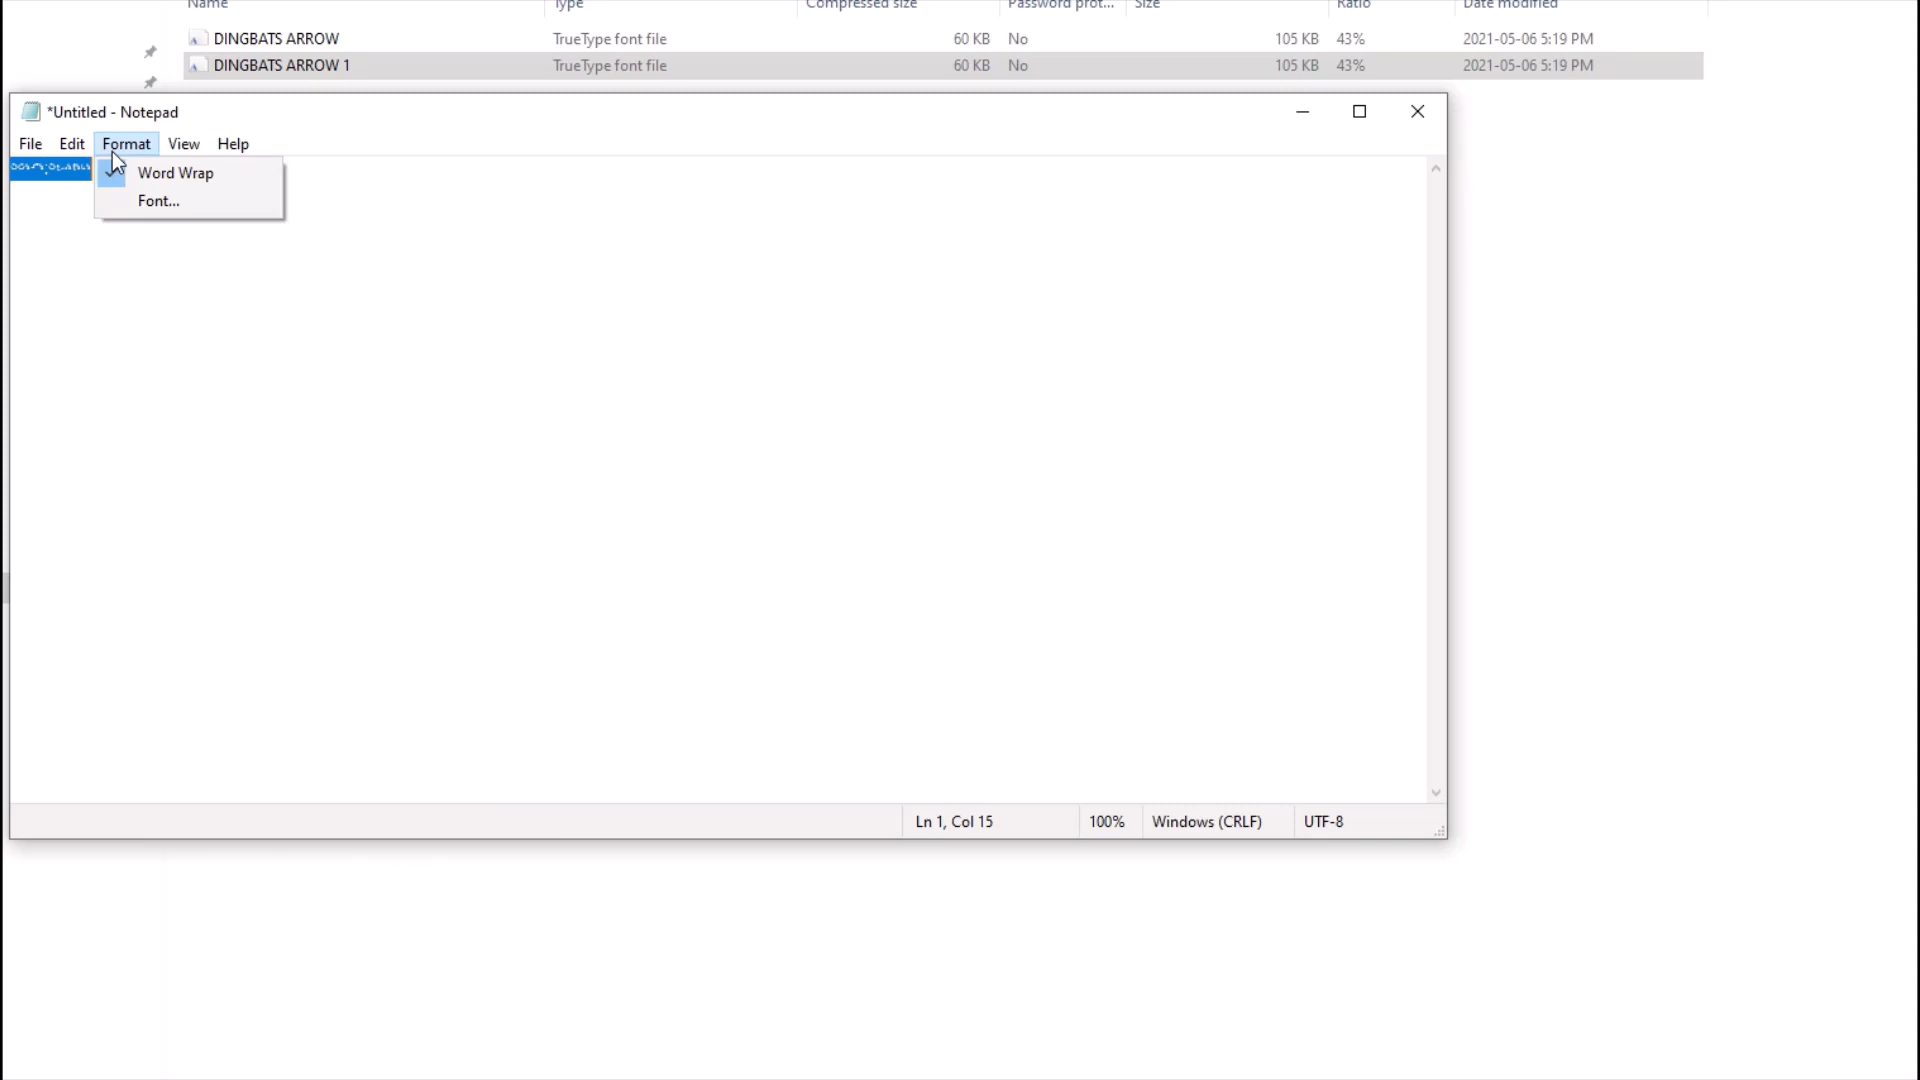 Name Type Compressed size Password prot... Size Ratio Date modified
DINGBATS ARROW TrueType font file 60 KB No 105 KB 43% 2021-05-06 5:19 PM
DINGBATS ARROW 1 TrueType font file 60 KB No 105 KB 43% 2021-05-06 5:19 PM
*Untitled - Notepad
File Edit Format View Help
Word Wrap
Font...
Ln 1, Col 15 100% Windows (CRLF) UTF-8